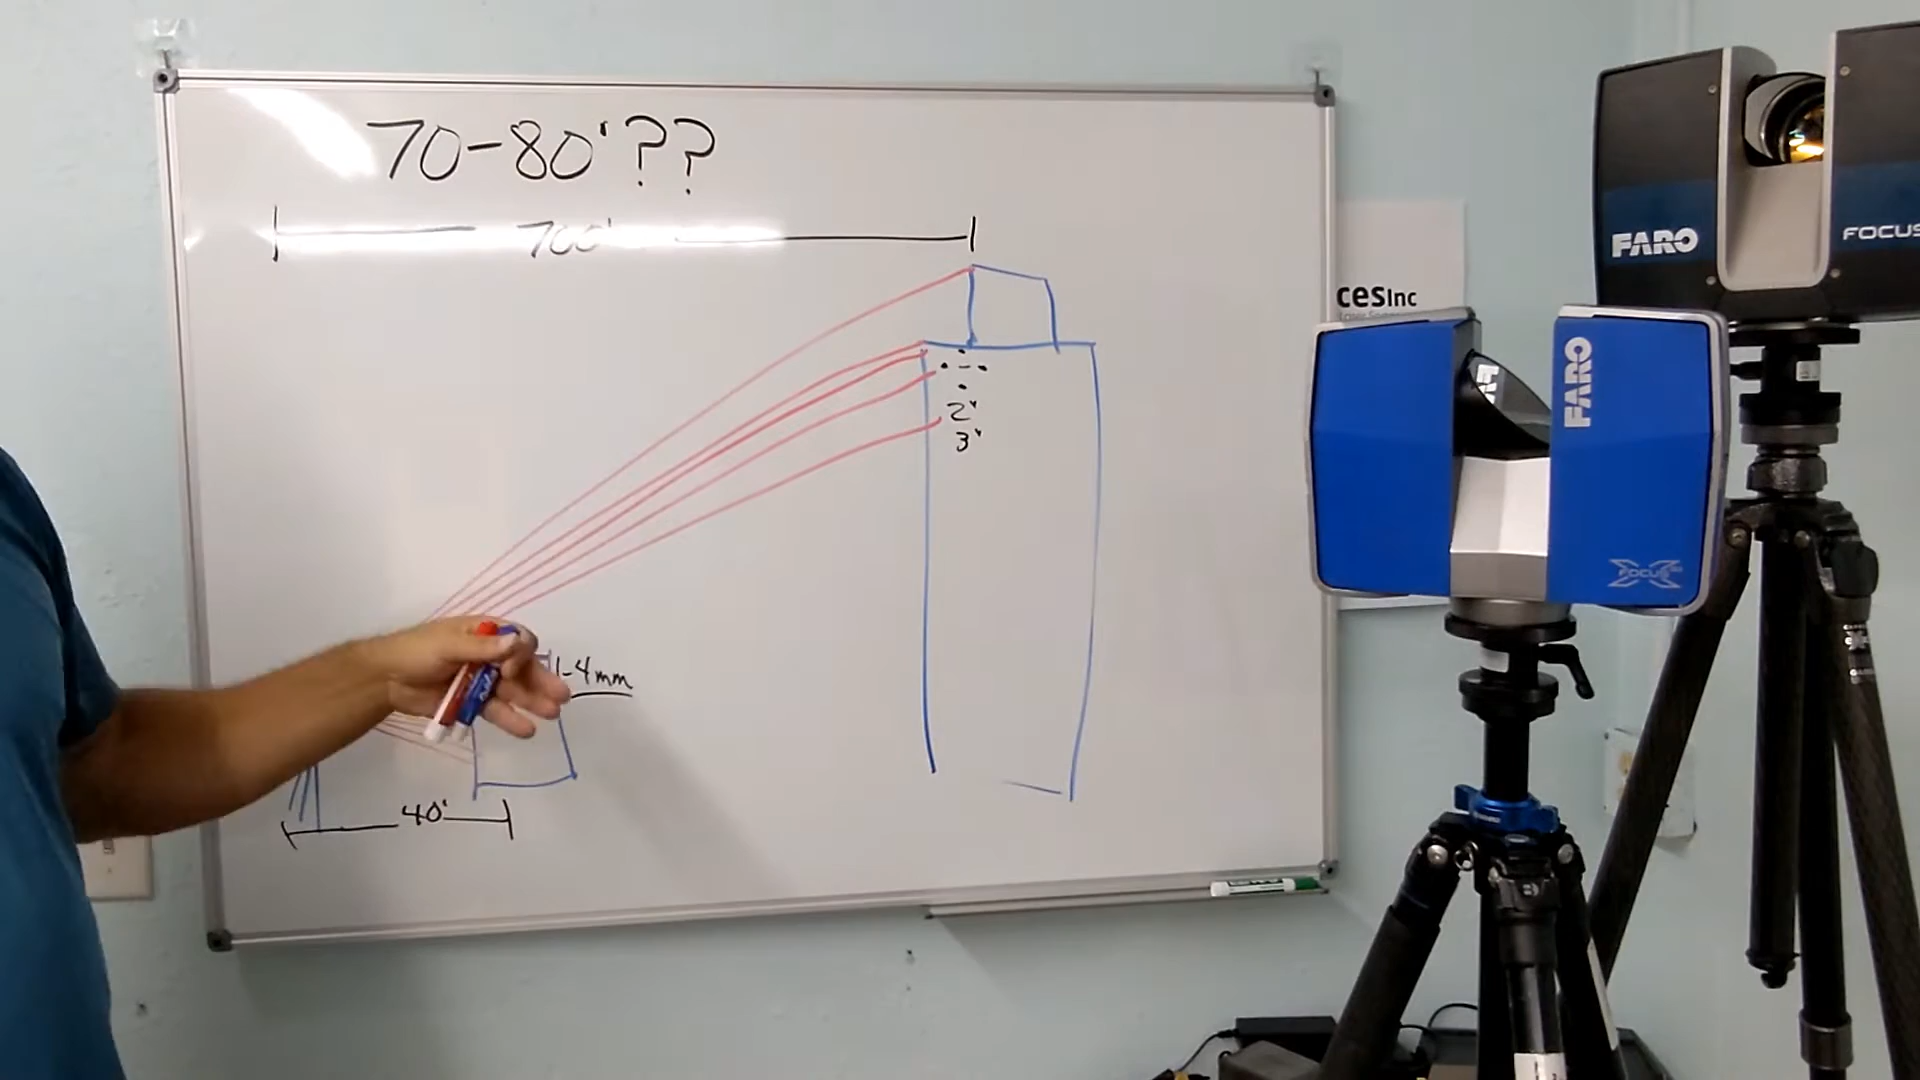 70-80'??
700'
2"
3"
1-4mm
40'
FARO
FOCUS
cesInc
FARO
FOCUS